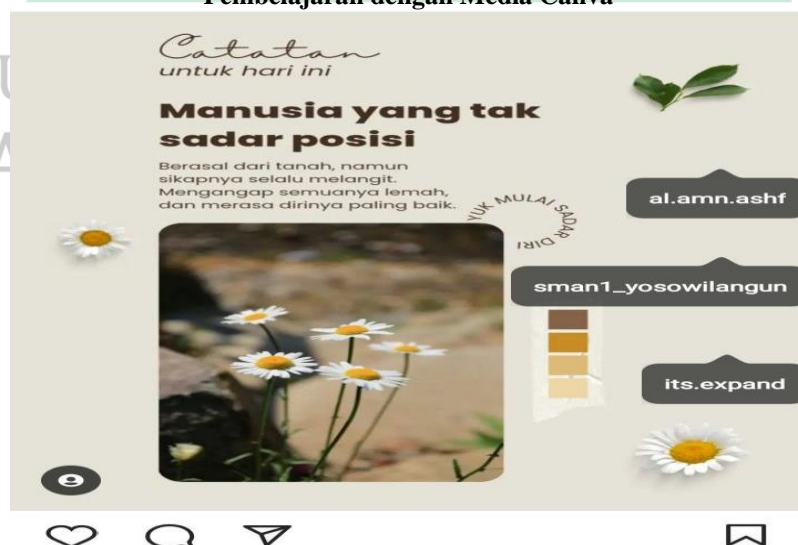 Pembelajaran dengan Media Canva
Catatan
untuk hari ini
Manusia yang tak
sadar posisi
Berasal dari tanah, namun
sikapnya selalu melangit.
Mengangap semuanya lemah,
dan merasa dirinya paling baik.
YUK MULAI SADAR DIRI
al.amn.ashf
sman1_yosowilangun
its.expand